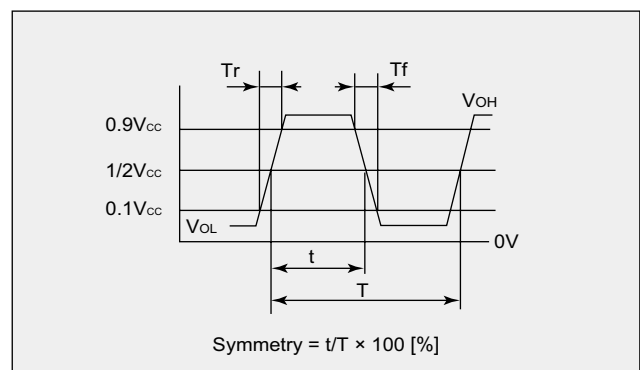 Tr
Tf
VOH
0.9Vcc
1/2Vcc
0.1Vcc
VOL
0V
t
T
Symmetry = t/T × 100 [%]